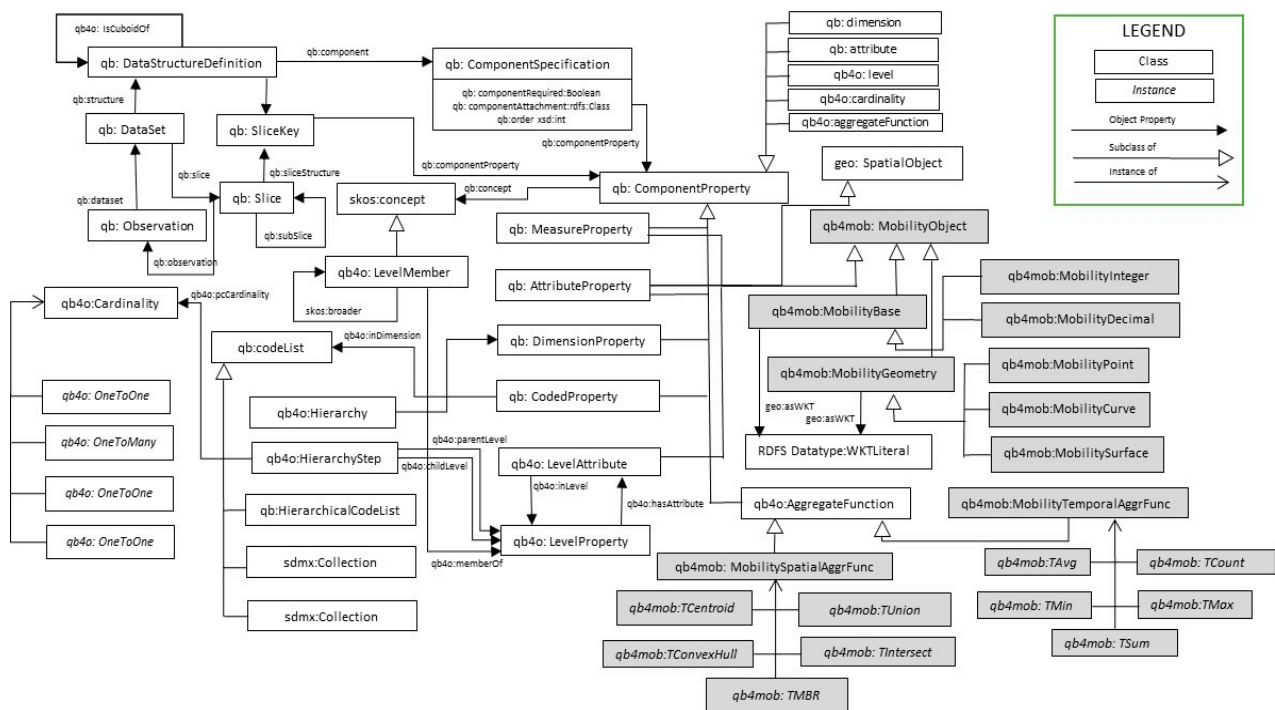 qb4o: IsCuboidOf
qb: DataStructureDefinition
qb:component
qb: ComponentSpecification
qb: componentRequired:Boolean
qb: componentAttachment:rdfs:Class
qb:order xsd:int
qb: dimension
qb: attribute
qb4o: level
qb4o:cardinality
qb4o:aggregateFunction
LEGEND
Class
Instance
Object Property
Subclass of
Instance of
qb:structure
qb: DataSet
qb: SliceKey
qb:componentProperty
qb:componentProperty
geo: SpatialObject
qb:slice
qb:sliceStructure
qb:concept
qb: ComponentProperty
qb:dataset
qb: Slice
skos:concept
qb: Observation
qb:subSlice
qb: MeasureProperty
qb4mob: MobilityObject
qb:observation
qb4o: LevelMember
qb: AttributeProperty
qb4mob:MobilityInteger
qb4o:Cardinality
qb4o:pcCardinality
skos:broader
qb4mob:MobilityBase
qb4mob:MobilityDecimal
qb:codeList
qb4o:inDimension
qb: DimensionProperty
qb4mob:MobilityGeometry
qb4mob:MobilityPoint
qb4o: OneToOne
qb4o:Hierarchy
qb: CodedProperty
geo:asWKT
geo:asWKT
qb4mob:MobilityCurve
qb4o: OneToMany
qb4o:parentLevel
qb4o:HierarchyStep
qb4o:childLevel
qb4o: LevelAttribute
RDFS Datatype:WKTLiteral
qb4mob:MobilitySurface
qb4o: OneToOne
qb4o:inLevel
qb4o:hasAttribute
qb:HierarchicalCodeList
qb4o:AggregateFunction
qb4mob:MobilityTemporalAggrFunc
qb4o: OneToOne
qb4o: LevelProperty
sdmx:Collection
qb4o:memberOf
qb4mob: MobilitySpatialAggrFunc
qb4mob:TAvg
qb4mob: TCount
sdmx:Collection
qb4mob:TCentroid
qb4mob: TUnion
qb4mob: TMin
qb4mob:TMax
qb4mob:TConvexHull
qb4mob: TIntersect
qb4mob: TSum
qb4mob: TMBR